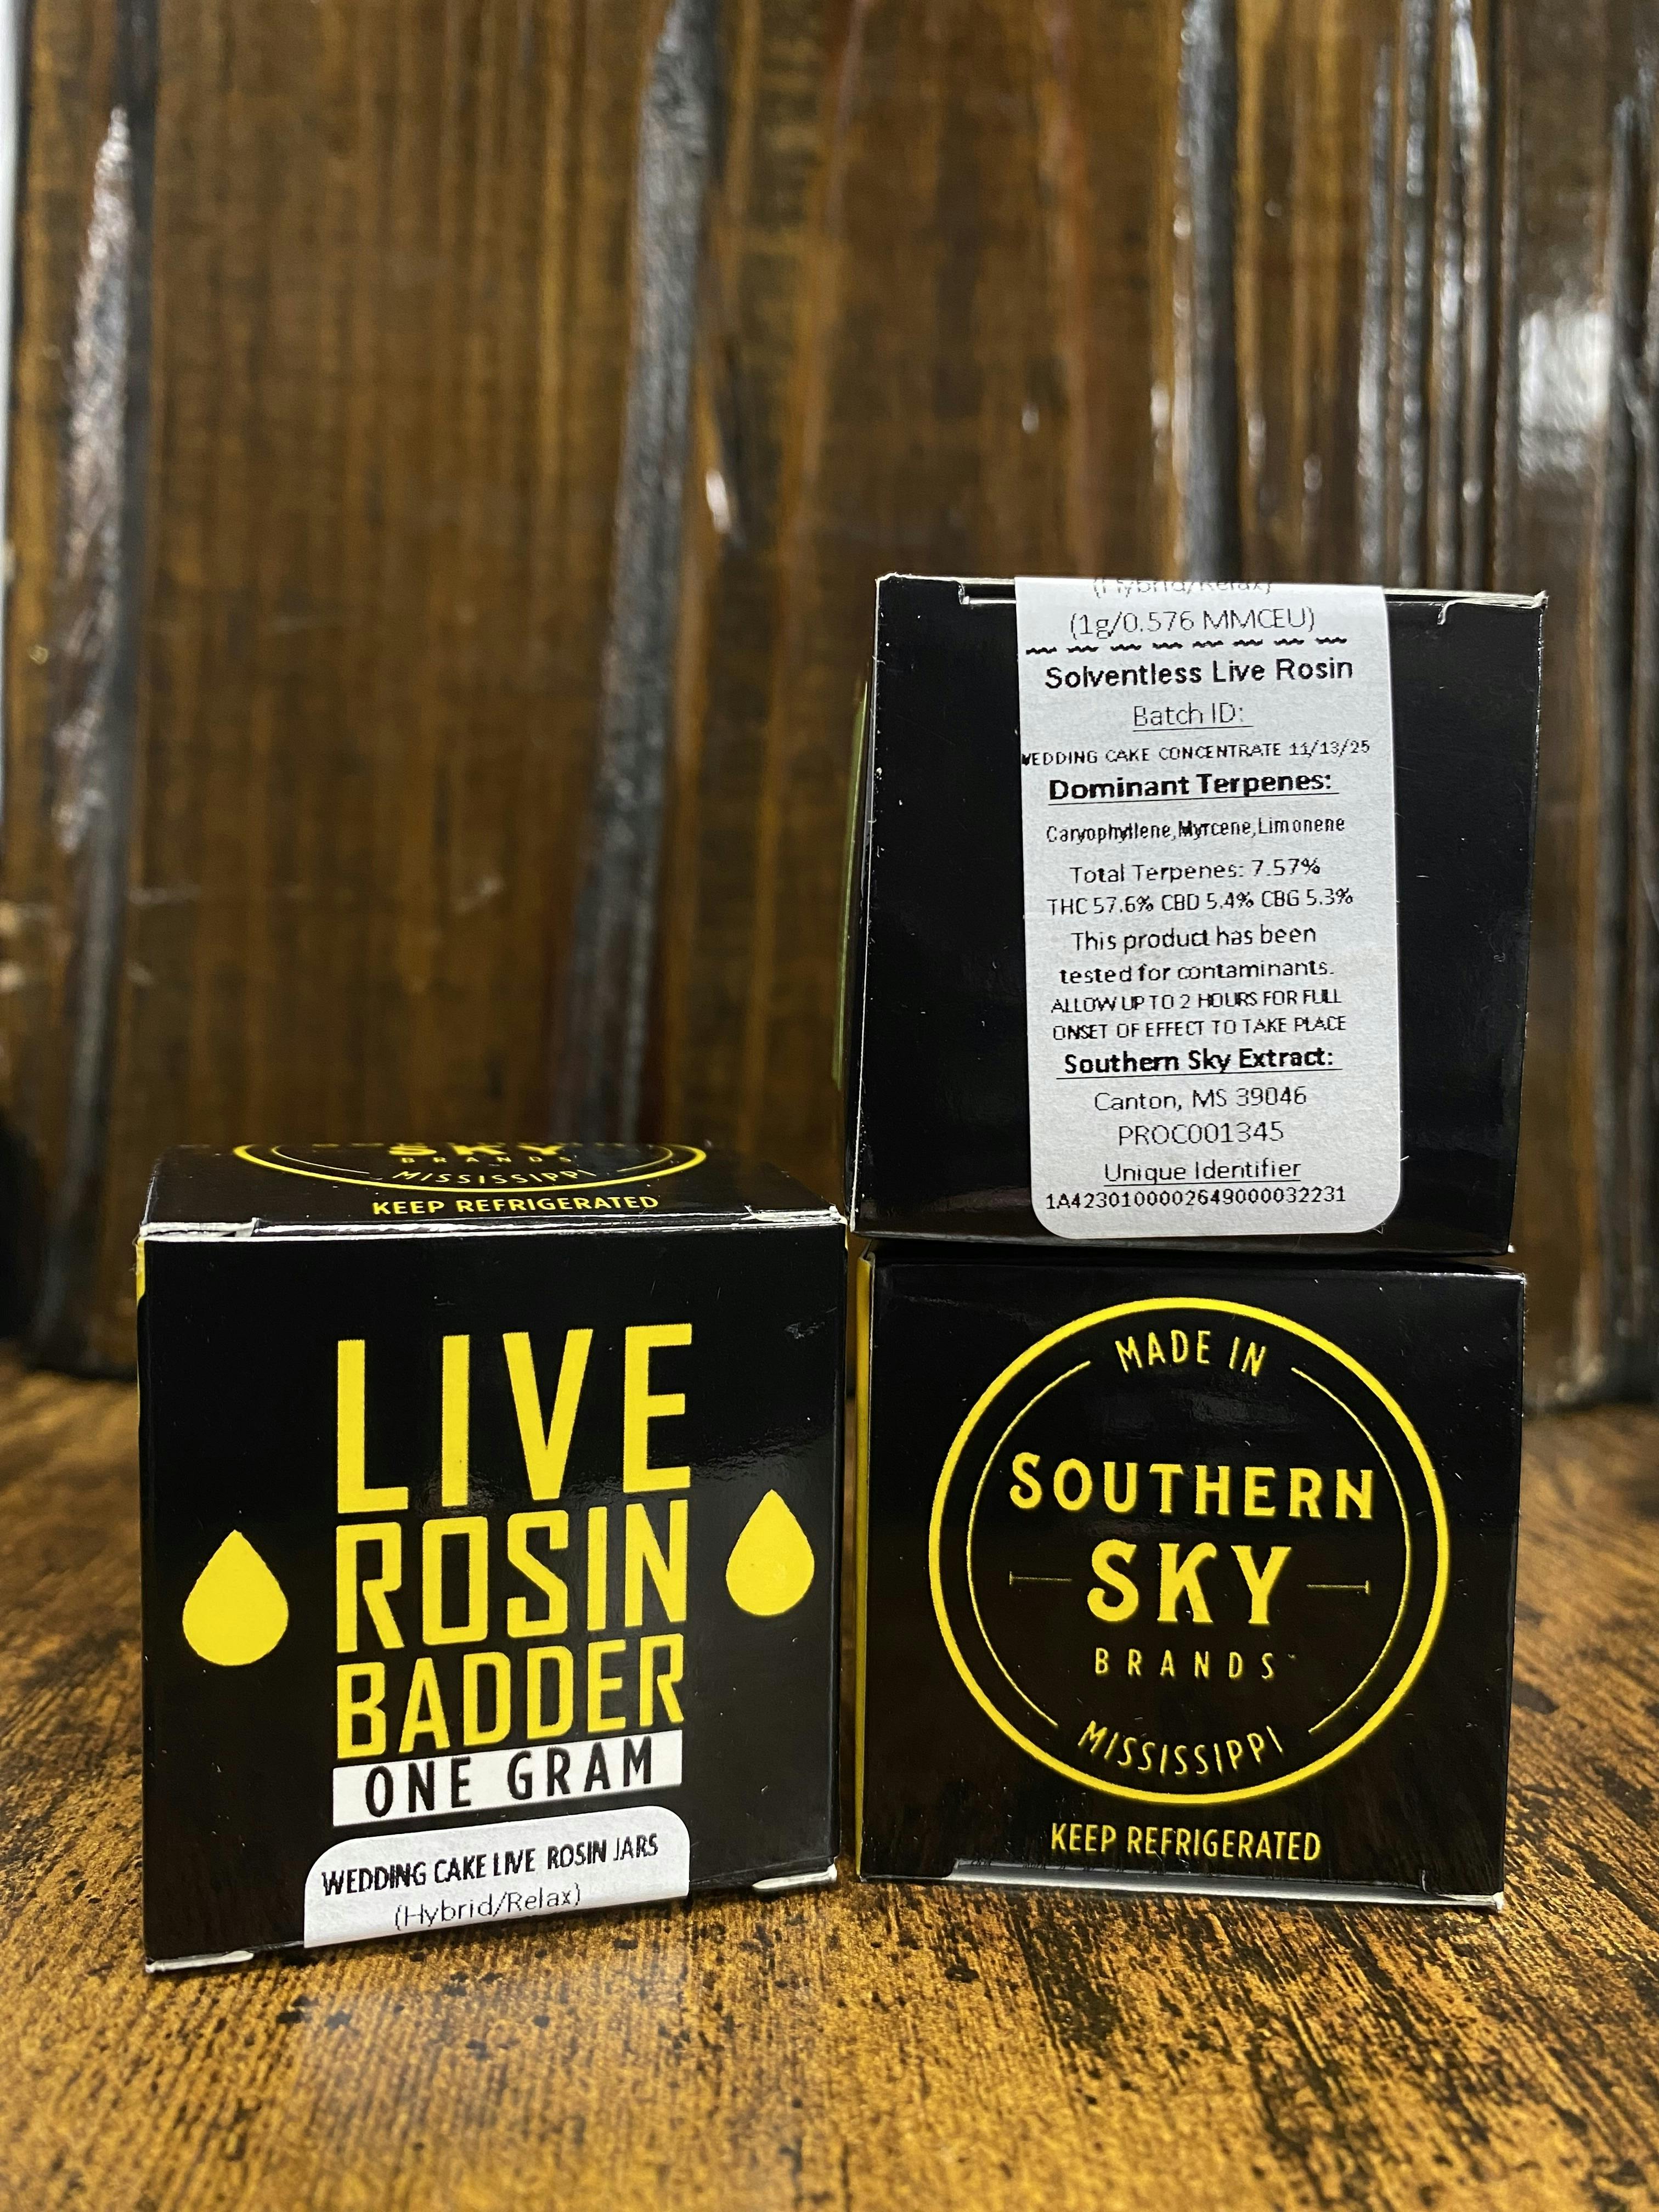 SKY
BRANDS
MISSISSIPPI
KEEP REFRIGERATED
LIVE
ROSIN
BADDER
ONE GRAM
WEDDING CAKE LIVE ROSIN JARS
(Hybrid/Relax)
(Hybrid/Relax)
(1g/0.576 MMCEU)
Solventless Live Rosin
Batch ID:
WEDDING CAKE CONCENTRATE 11/13/25
Dominant Terpenes:
Caryophyllene,Myrcene,Limonene
Total Terpenes: 7.57%
THC 57.6% CBD 5.4% CBG 5.3%
This product has been
tested for contaminants.
ALLOW UP TO 2 HOURS FOR FULL
ONSET OF EFFECT TO TAKE PLACE
Southern Sky Extract:
Canton, MS 39046
PROC001345
Unique Identifier
1A4230100002649000032231
MADE IN
SOUTHERN
SKY
BRANDS
MISSISSIPPI
KEEP REFRIGERATED